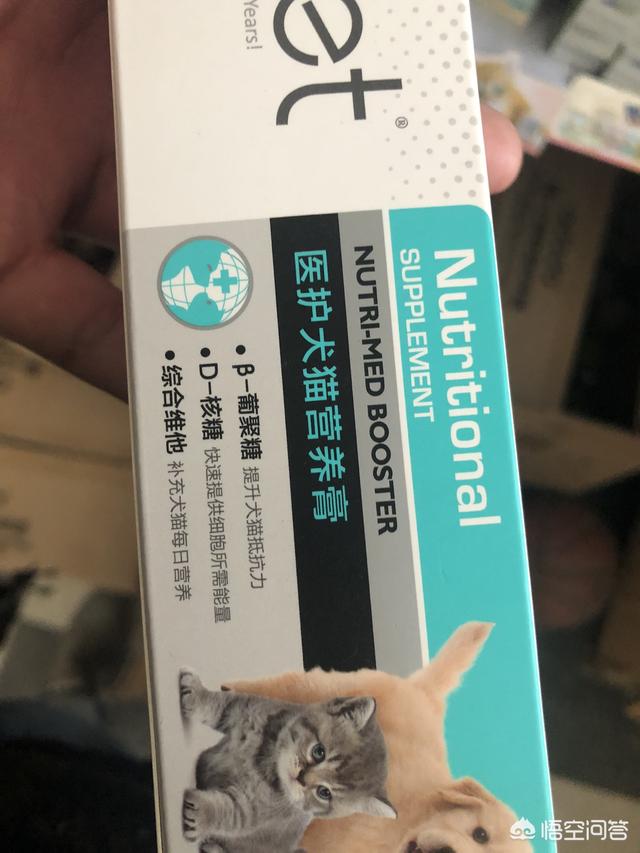 Years!
et®
Nutritional
SUPPLEMENT
NUTRI-MED BOOSTER
医护犬猫营养膏
• β-葡聚糖 提升犬猫抵抗力
• D-核糖 快速提供细胞所需能量
• 综合维他 补充犬猫每日营养
悟空问答